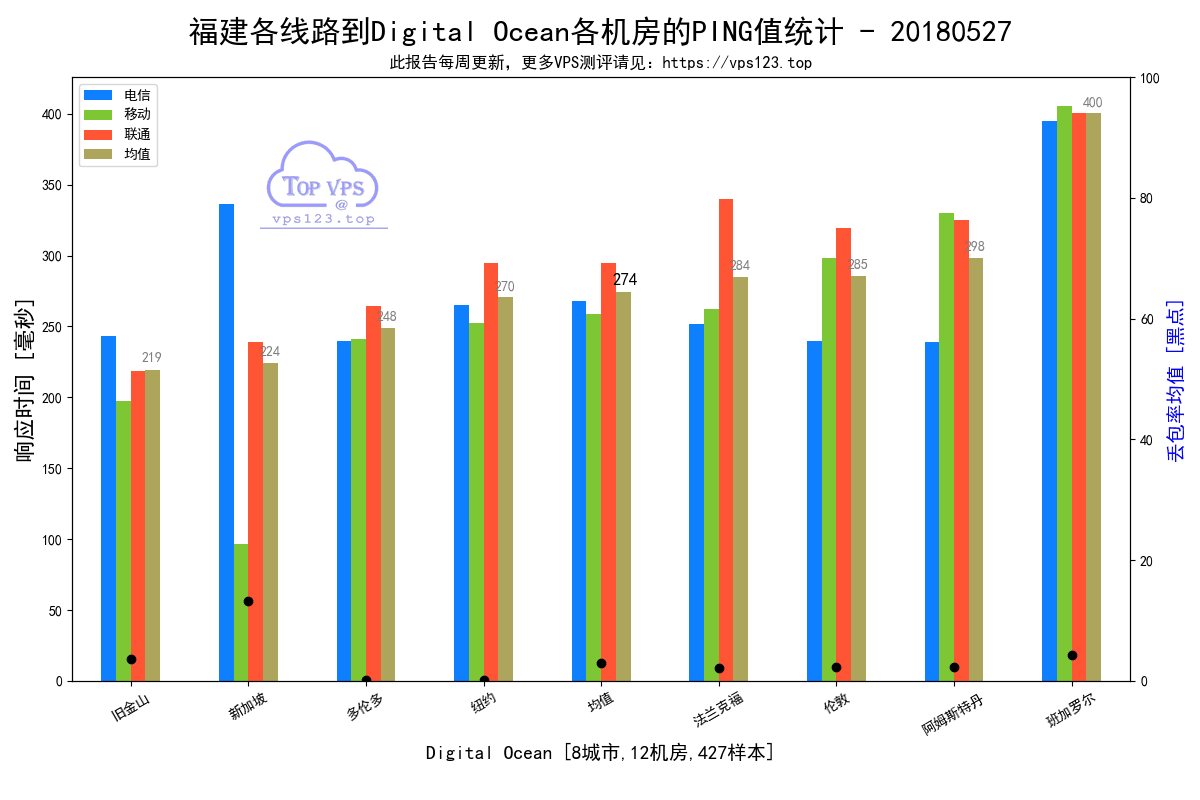 福建各线路到Digital Ocean各机房的PING值统计 - 20180527
此报告每周更新，更多VPS测评请见：https://vps123.top
电信
移动
联通
均值
TOP VPS
@
vps123.top
响应时间 [毫秒]
400
350
300
250
200
150
100
50
0
219
224
248
270
274
284
285
298
400
100
80
60
40
20
0
丢包率均值 [黑点]
旧金山
新加坡
多伦多
纽约
均值
法兰克福
伦敦
阿姆斯特丹
班加罗尔
Digital Ocean [8城市,12机房,427样本]